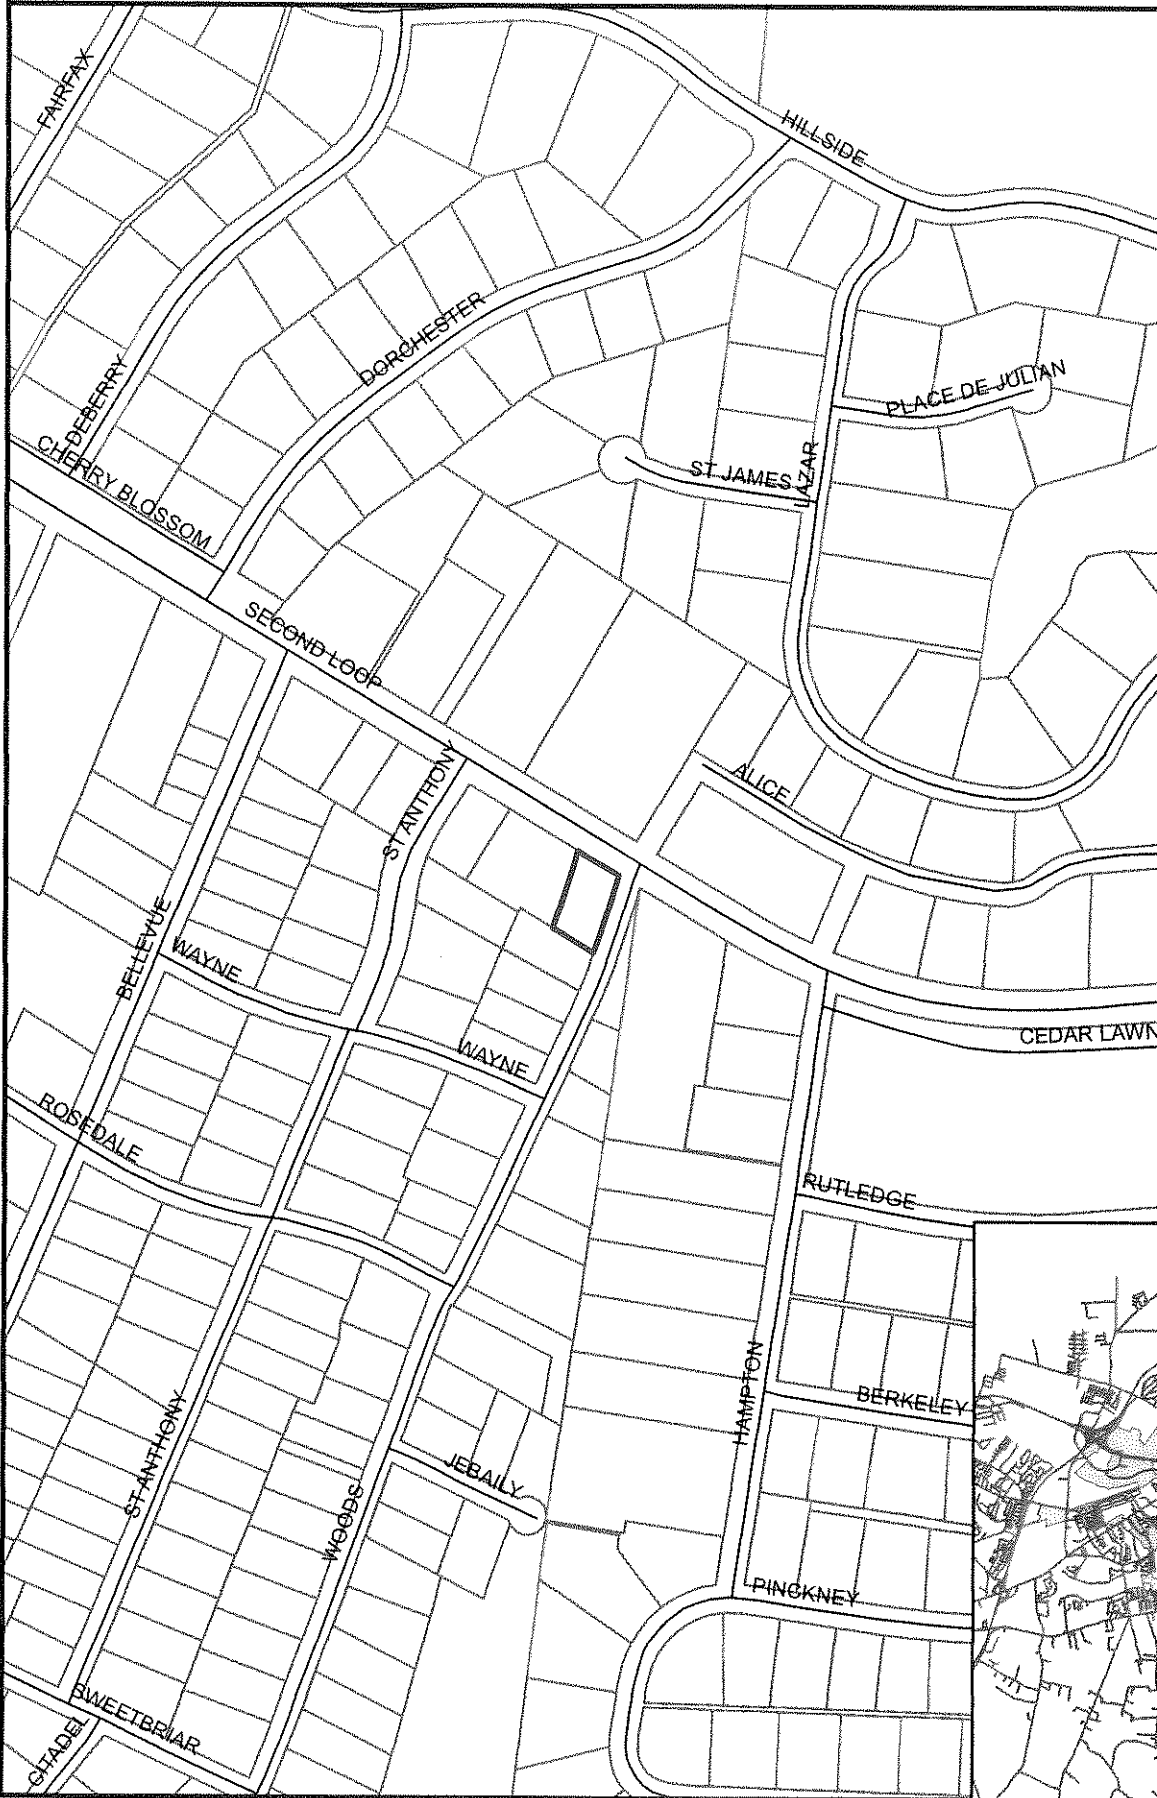 FAIRFAX
HILLSIDE
DORCHESTER
DEBERRY
PLACE DE JULIAN
CHERRY BLOSSOM
ST JAMES
LAZAR
SECOND LOOP
ST ANTHONY
ALICE
BELLEVUE
WAYNE
CEDAR LAWN
WAYNE
ROSEDALE
RUTLEDGE
HAMPTON
BERKELEY
ST ANTHONY
JEBAILY
WOODS
PINCKNEY
SWEETBRIAR
CITADEL